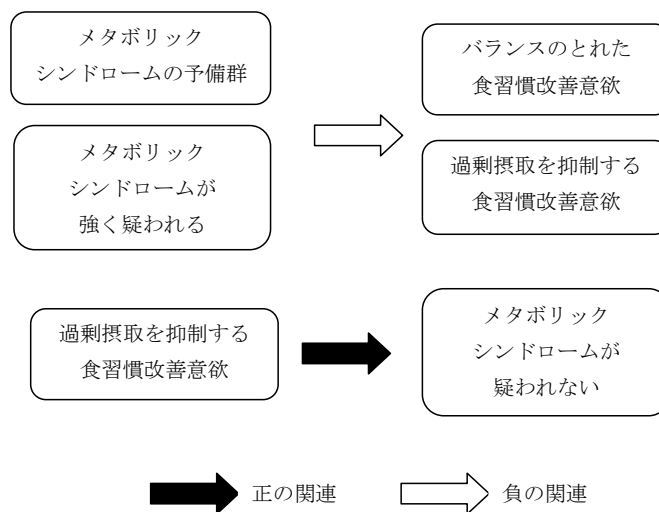 メタボリック
シンドロームの予備群
メタボリック
シンドロームが
強く疑われる
バランスのとれた
食習慣改善意欲
過剰摂取を抑制する
食習慣改善意欲
過剰摂取を抑制する
食習慣改善意欲
メタボリック
シンドロームが
疑われない
正の関連
負の関連